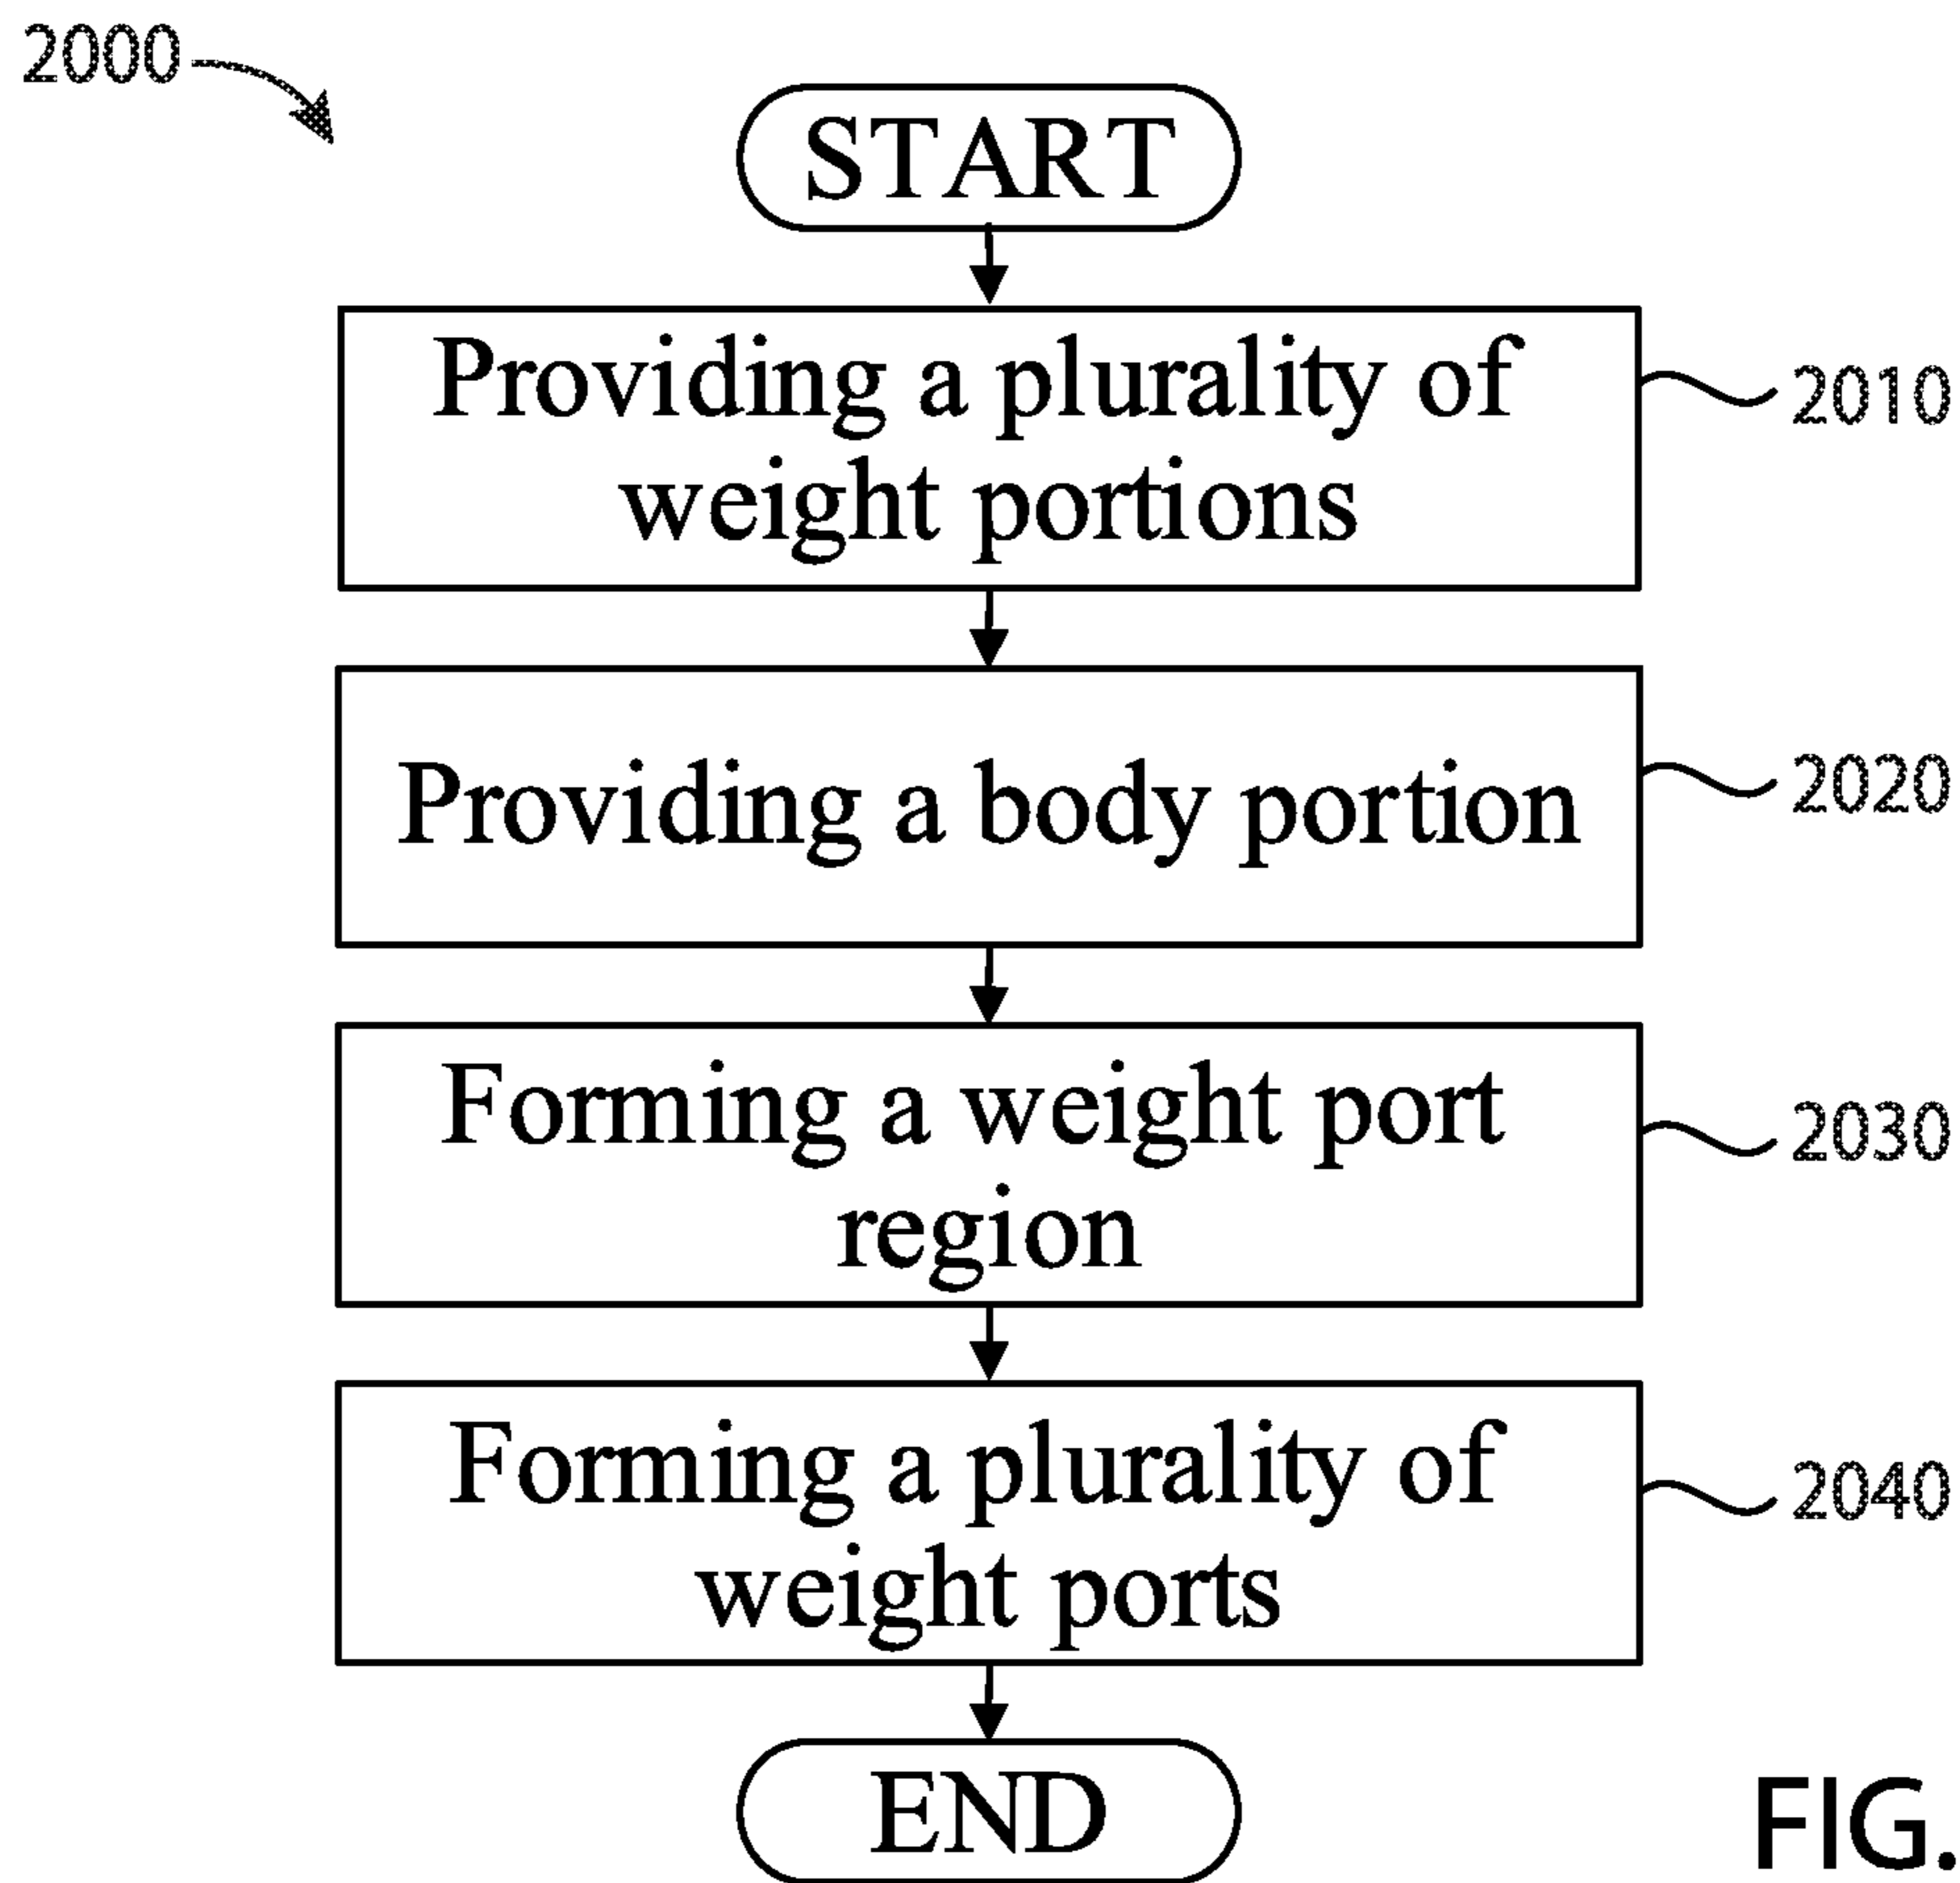 2000
START
Providing a plurality of
weight portions
2010
Providing a body portion
2020
Forming a weight port
region
2030
Forming a plurality of
weight ports
2040
END
FIG.